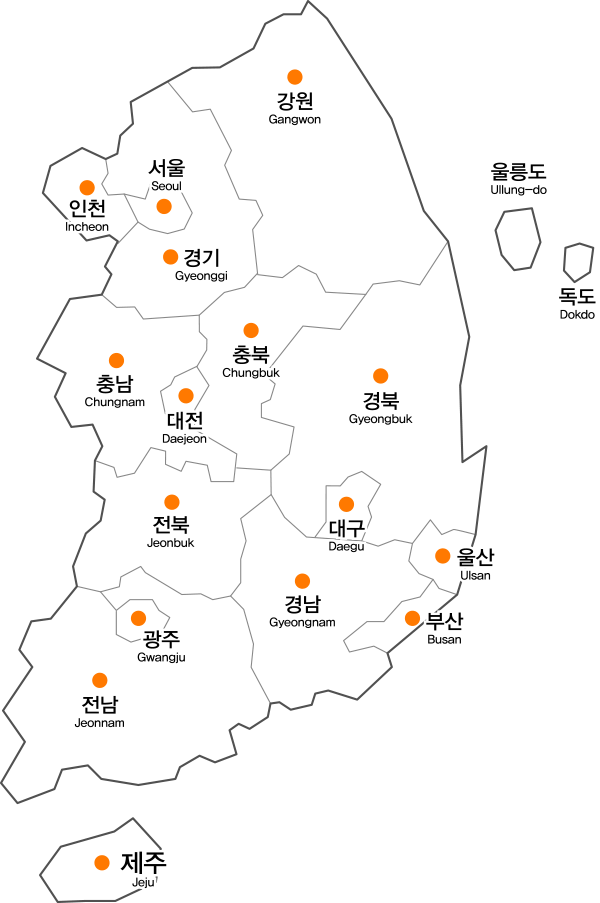 강원
Gangwon
서울
Seoul
울릉도
Ullung-do
인천
Incheon
경기
Gyeonggi
독도
Dokdo
충북
Chungbuk
충남
Chungnam
경북
Gyeongbuk
대전
Daejeon
전북
Jeonbuk
대구
Daegu
울산
Ulsan
경남
Gyeongnam
부산
Busan
광주
Gwangju
전남
Jeonnam
제주
Jeju†